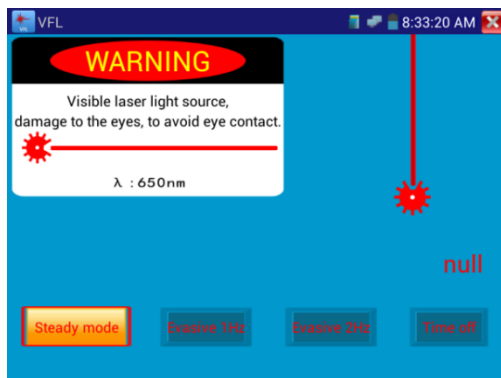 VFL
8:33:20 AM
WARNING
Visible laser light source,
damage to the eyes, to avoid eye contact.
λ :650nm
null
Steady mode
Evasive 1Hz
Evasive 2Hz
Time off